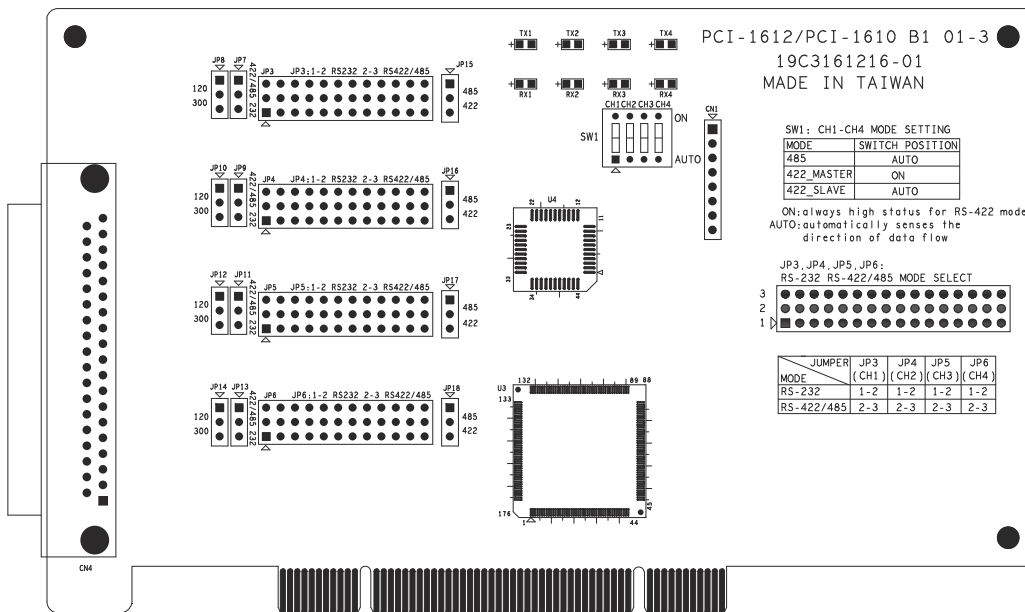 PCI-1612/PCI-1610 B1 01-3
19C3161216-01
MADE IN TAIWAN
TX1 TX2 TX3 TX4
+ + + +
RX1 RX2 RX3 RX4
+ + + +
CH1 CH2 CH3 CH4
SW1
ON
AUTO
CN1
SW1: CH1-CH4 MODE SETTING
MODE SWITCH POSITION
485 AUTO
422_MASTER ON
422_SLAVE AUTO
ON:always high status for RS-422 mode
AUTO:automatically senses the
direction of data flow
JP3,JP4,JP5,JP6:
RS-232 RS-422/485 MODE SELECT
3
2
1
JUMPER JP3 JP4 JP5 JP6
MODE (CH1) (CH2) (CH3) (CH4)
RS-232 1-2 1-2 1-2 1-2
RS-422/485 2-3 2-3 2-3 2-3
JP8 JP7
120
300
422/485 232
JP3 JP3:1-2 RS232 2-3 RS422/485
JP15
485
422
JP10 JP9
120
300
422/485 232
JP4 JP4:1-2 RS232 2-3 RS422/485
JP16
485
422
JP12 JP11
120
300
422/485 232
JP5 JP5:1-2 RS232 2-3 RS422/485
JP17
485
422
JP14 JP13
120
300
422/485 232
JP6 JP6:1-2 RS232 2-3 RS422/485
JP18
485
422
U4
22 12
23 11
33
24 44
U3
132 89 88
133
176
1 44
45
CN4